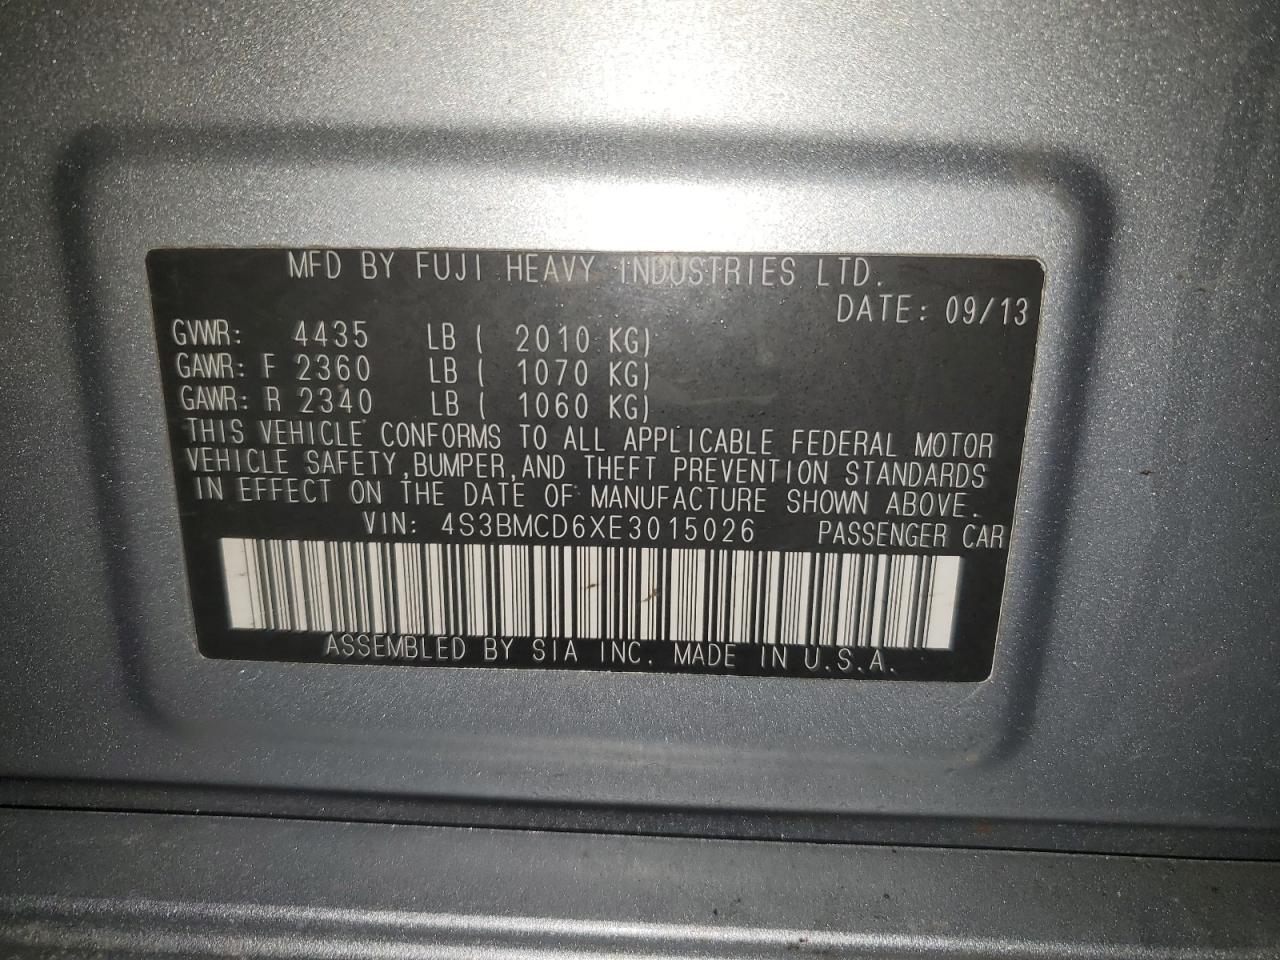 MFD BY FUJI HEAVY INDUSTRIES LTD.
DATE: 09/13
GVWR: 4435 LB ( 2010 KG)
GAWR: F 2360 LB ( 1070 KG)
GAWR: R 2340 LB ( 1060 KG)
THIS VEHICLE CONFORMS TO ALL APPLICABLE FEDERAL MOTOR
VEHICLE SAFETY,BUMPER,AND THEFT PREVENTION STANDARDS
IN EFFECT ON THE DATE OF MANUFACTURE SHOWN ABOVE.
VIN: 4S3BMCD6XE3015026 PASSENGER CAR
ASSEMBLED BY SIA INC. MADE IN U.S.A.